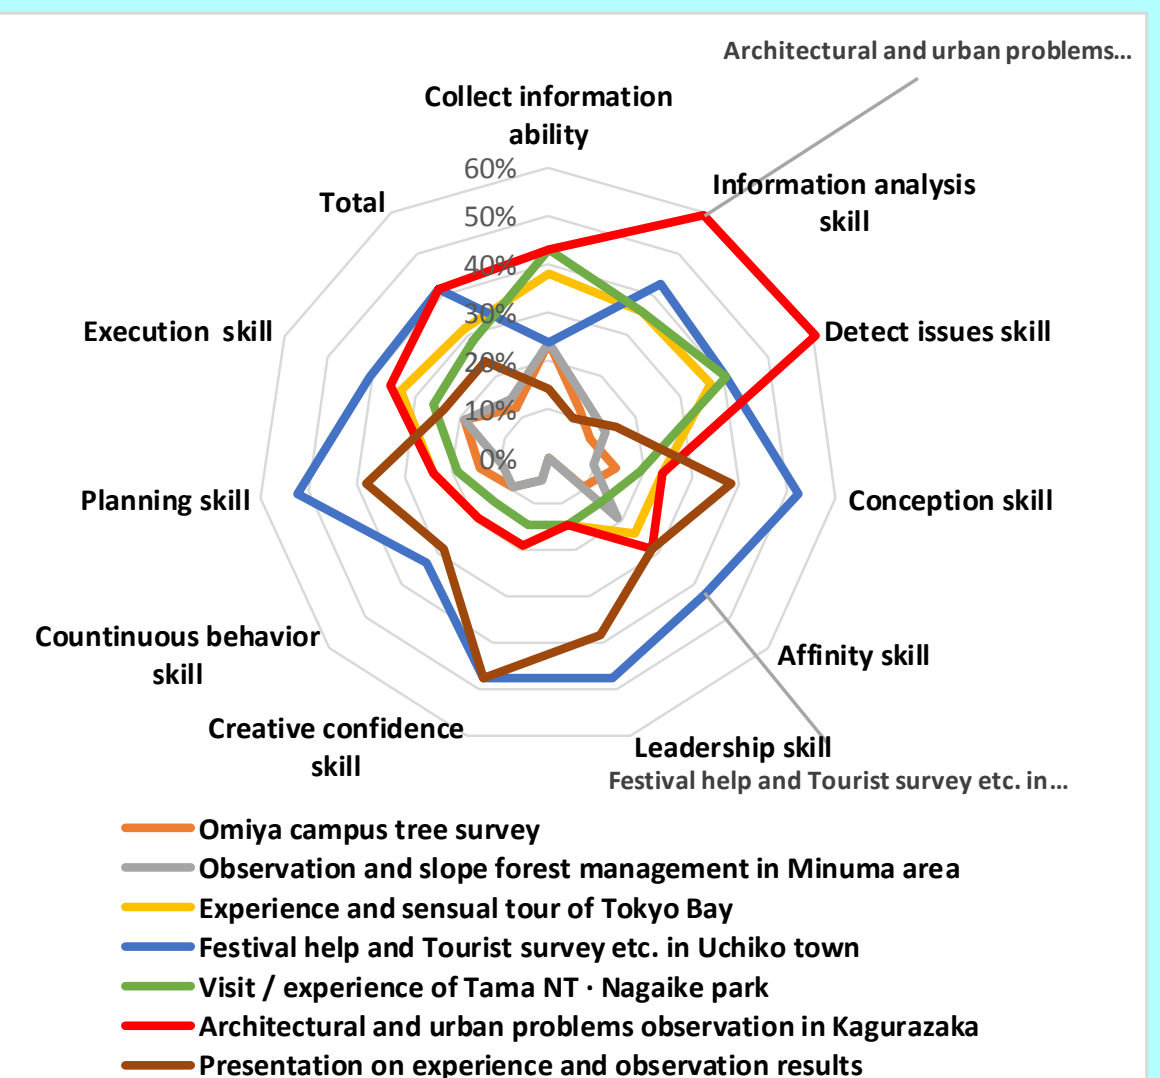 Architectural and urban problems…
Collect information
ability
60%
Information analysis
skill
Total
50%
40%
30%
Execution skill
Detect issues skill
20%
10%
0%
Planning skill
Conception skill
Countinuous behavior
skill
Affinity skill
Creative confidence
skill
Leadership skill
Festival help and Tourist survey etc. in…
Omiya campus tree survey
Observation and slope forest management in Minuma area
Experience and sensual tour of Tokyo Bay
Festival help and Tourist survey etc. in Uchiko town
Visit / experience of Tama NT · Nagaike park
Architectural and urban problems observation in Kagurazaka
Presentation on experience and observation results